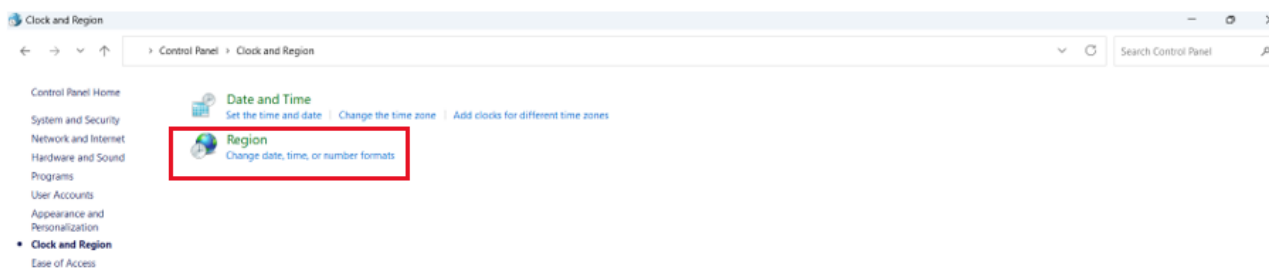 Clock and Region
Control Panel > Clock and Region
Search Control Panel
Control Panel Home
System and Security
Network and Internet
Hardware and Sound
Programs
User Accounts
Appearance and
Personalization
Clock and Region
Ease of Access
Date and Time
Set the time and date | Change the time zone | Add clocks for different time zones
Region
Change date, time, or number formats